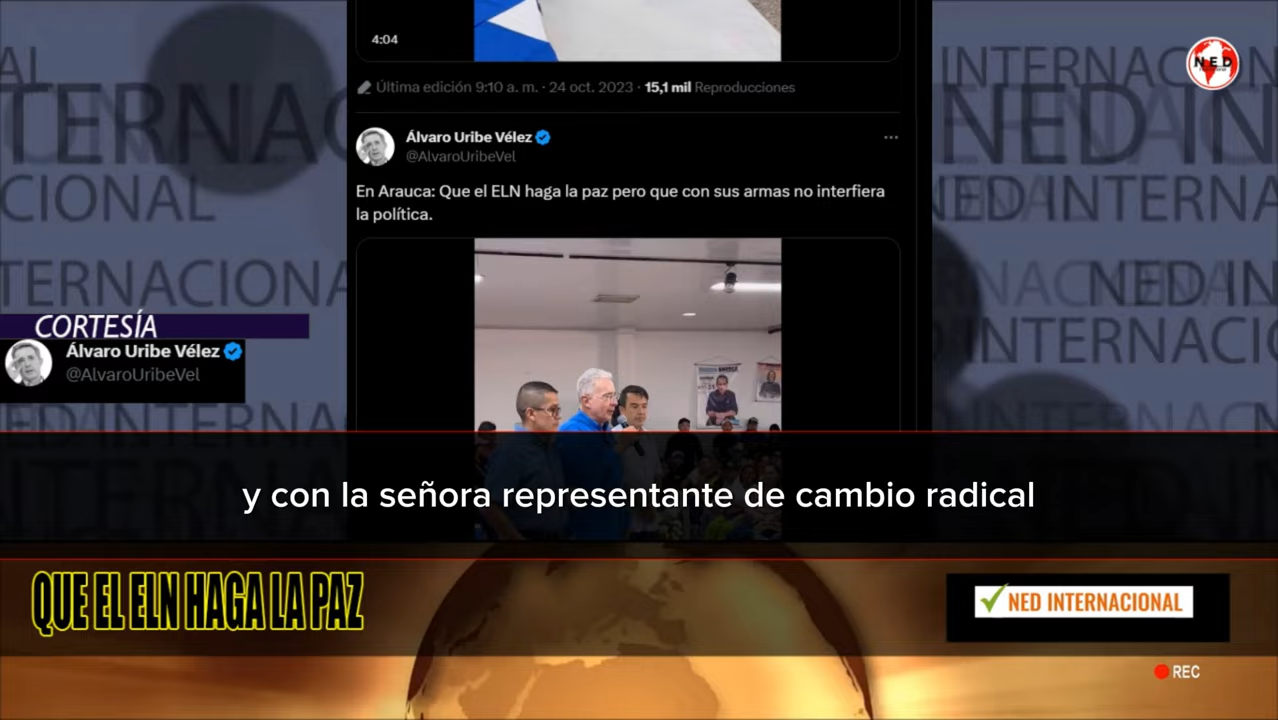 4:04
Última edición 9:10 a. m. · 24 oct. 2023 · 15,1 mil Reproducciones
NED
Álvaro Uribe Vélez
@AlvaroUribeVel
En Arauca: Que el ELN haga la paz pero que con sus armas no interfiera
la política.
CORTESÍA
Álvaro Uribe Vélez
@AlvaroUribeVel
y con la señora representante de cambio radical
QUE EL ELN HAGA LA PAZ
NED INTERNACIONAL
REC